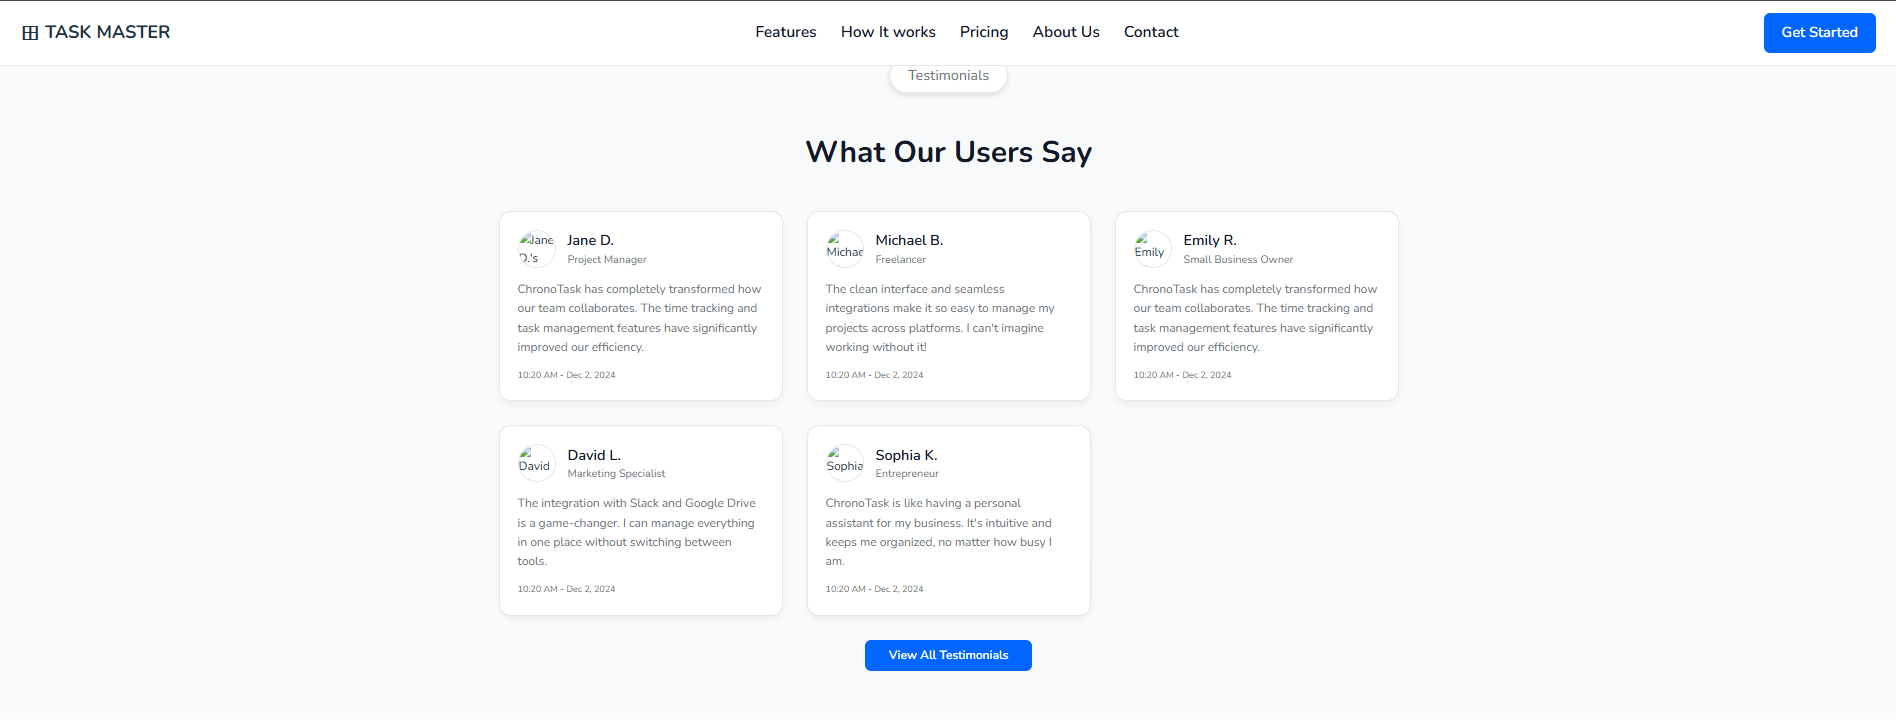 TASK MASTER
Features
How It works
Pricing
About Us
Contact
Get Started
Testimonials
What Our Users Say
Jane
D.'s
Jane D.
Project Manager
ChronoTask has completely transformed how
our team collaborates. The time tracking and
task management features have significantly
improved our efficiency.
10:20 AM - Dec 2, 2024
Michae
Michael B.
Freelancer
The clean interface and seamless
integrations make it so easy to manage my
projects across platforms. I can't imagine
working without it!
10:20 AM - Dec 2, 2024
Emily
Emily R.
Small Business Owner
ChronoTask has completely transformed how
our team collaborates. The time tracking and
task management features have significantly
improved our efficiency.
10:20 AM - Dec 2, 2024
David
David L.
Marketing Specialist
The integration with Slack and Google Drive
is a game-changer. I can manage everything
in one place without switching between
tools.
10:20 AM - Dec 2, 2024
Sophia
Sophia K.
Entrepreneur
ChronoTask is like having a personal
assistant for my business. It's intuitive and
keeps me organized, no matter how busy I
am.
10:20 AM - Dec 2, 2024
View All Testimonials